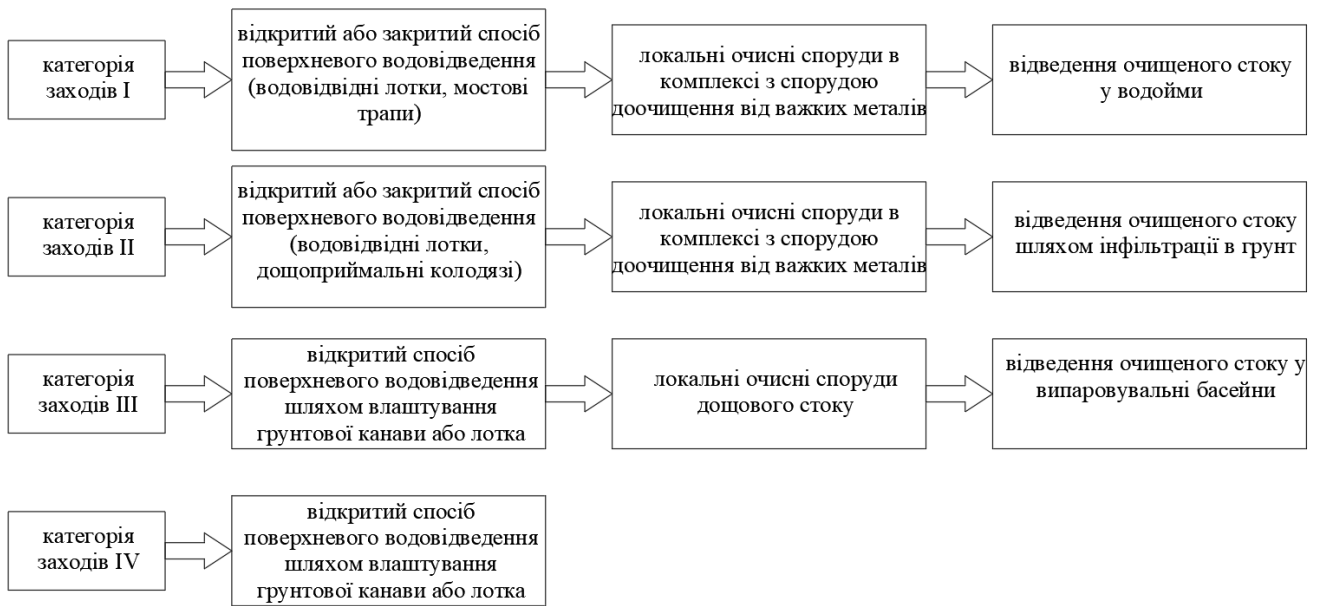 категорія
заходів I
відкритий або закритий спосіб
поверхневого водовідведення
(водовідвідні лотки, мостові
трапи)
локальні очисні споруди в
комплексі з спорудою
доочищення від важких металів
відведення очищеного стоку
у водойми
категорія
заходів II
відкритий або закритий спосіб
поверхневого водовідведення
(водовідвідні лотки,
дощоприймальні колодязі)
локальні очисні споруди в
комплексі з спорудою
доочищення від важких металів
відведення очищеного стоку
шляхом інфільтрації в грунт
категорія
заходів III
відкритий спосіб
поверхневого водовідведення
шляхом влаштування
грунтової канави або лотка
локальні очисні споруди
дощового стоку
відведення очищеного стоку у
випаровувальні басейни
категорія
заходів IV
відкритий спосіб
поверхневого водовідведення
шляхом влаштування
грунтової канави або лотка